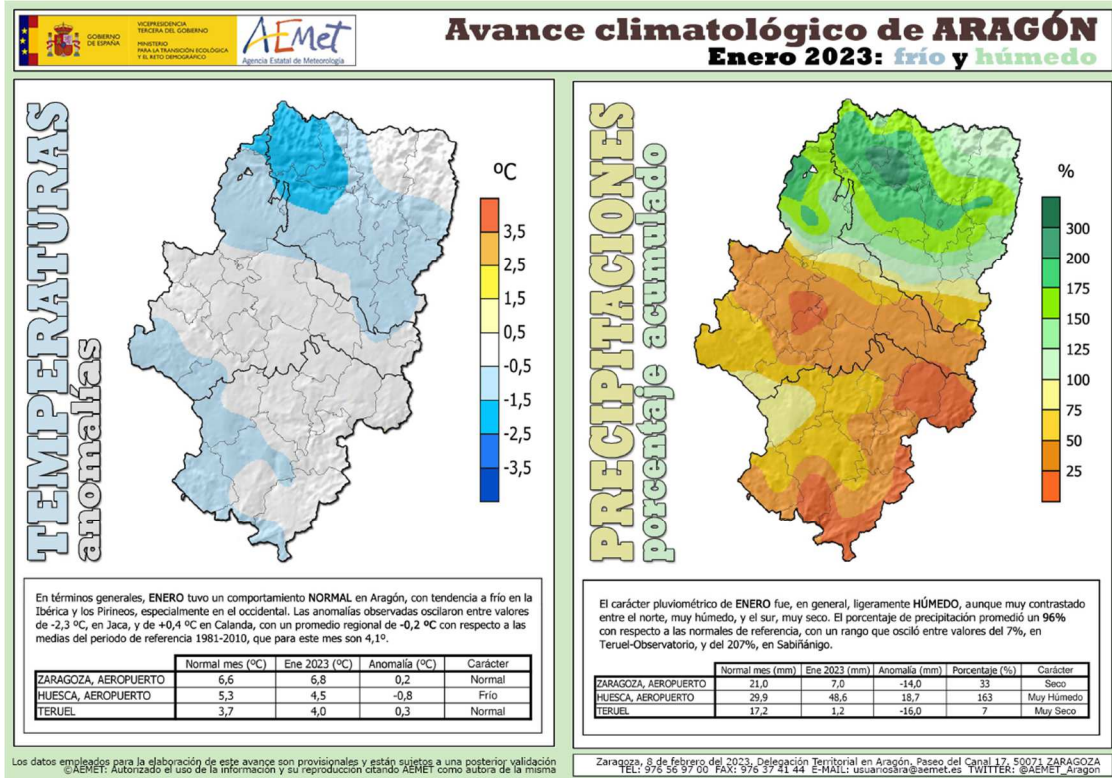 GOBIERNO
DE ESPAÑA
VICEPRESIDENCIA
TERCERA DEL GOBIERNO
MINISTERIO
PARA LA TRANSICIÓN ECOLÓGICA
Y EL RETO DEMOGRÁFICO
AEMet
Agencia Estatal de Meteorología
Avance climatológico de ARAGÓN
Enero 2023: frío y húmedo
TEMPERATURAS
anomalías
ºC
3,5
2,5
1,5
0,5
-0,5
-1,5
-2,5
-3,5
En términos generales, ENERO tuvo un comportamiento NORMAL en Aragón, con tendencia a frío en la
Ibérica y los Pirineos, especialmente en el occidental. Las anomalías observadas oscilaron entre valores
de -2,3 ºC, en Jaca, y de +0,4 ºC en Calanda, con un promedio regional de -0,2 ºC con respecto a las
medias del periodo de referencia 1981-2010, que para este mes son 4,1º.
Normal mes (ºC) Ene 2023 (ºC) Anomalía (ºC) Carácter
ZARAGOZA, AEROPUERTO 6,6 6,8 0,2 Normal
HUESCA, AEROPUERTO 5,3 4,5 -0,8 Frío
TERUEL 3,7 4,0 0,3 Normal
PRECIPITACIONES
porcentaje acumulado
%
300
200
175
150
125
100
75
50
25
El carácter pluviométrico de ENERO fue, en general, ligeramente HÚMEDO, aunque muy contrastado
entre el norte, muy húmedo, y el sur, muy seco. El porcentaje de precipitación promedió un 96%
con respecto a las normales de referencia, con un rango que osciló entre valores del 7%, en
Teruel-Observatorio, y del 207%, en Sabiñánigo.
Normal mes (mm) Ene 2023 (mm) Anomalía (mm) Porcentaje (%) Carácter
ZARAGOZA, AEROPUERTO 21,0 7,0 -14,0 33 Seco
HUESCA, AEROPUERTO 29,9 48,6 18,7 163 Muy Húmedo
TERUEL 17,2 1,2 -16,0 7 Muy Seco
Los datos empleados para la elaboración de este avance son provisionales y están sujetos a una posterior validación
©AEMET: Autorizado el uso de la información y su reproducción citando AEMET como autora de la misma
Zaragoza, 8 de febrero del 2023, Delegación Territorial en Aragón, Paseo del Canal 17, 50071 ZARAGOZA
TEL: 976 56 97 00 FAX: 976 37 41 44 E-MAIL: usuariosara@aemet.es TWITTER: @AEMET_Aragon